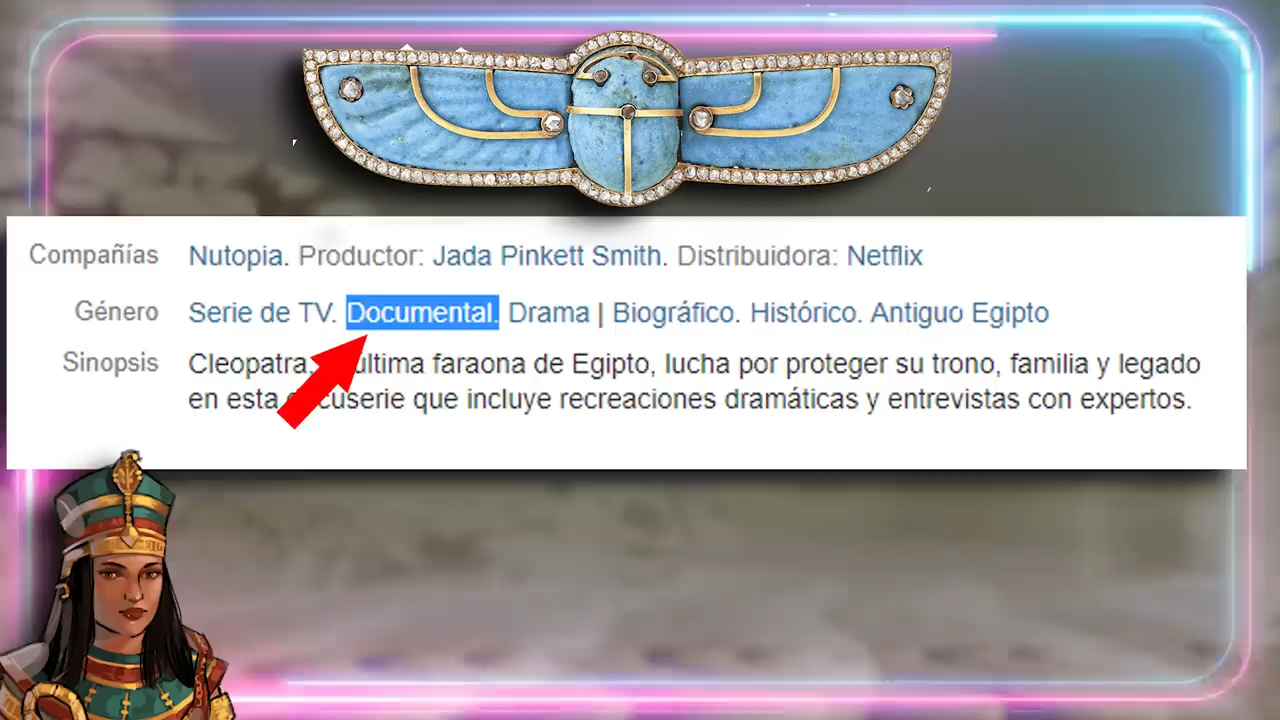 Compañías Nutopia. Productor: Jada Pinkett Smith. Distribuidora: Netflix
Género Serie de TV. Documental. Drama | Biográfico. Histórico. Antiguo Egipto
Sinopsis Cleopatra, última faraona de Egipto, lucha por proteger su trono, familia y legado
en esta docuserie que incluye recreaciones dramáticas y entrevistas con expertos.